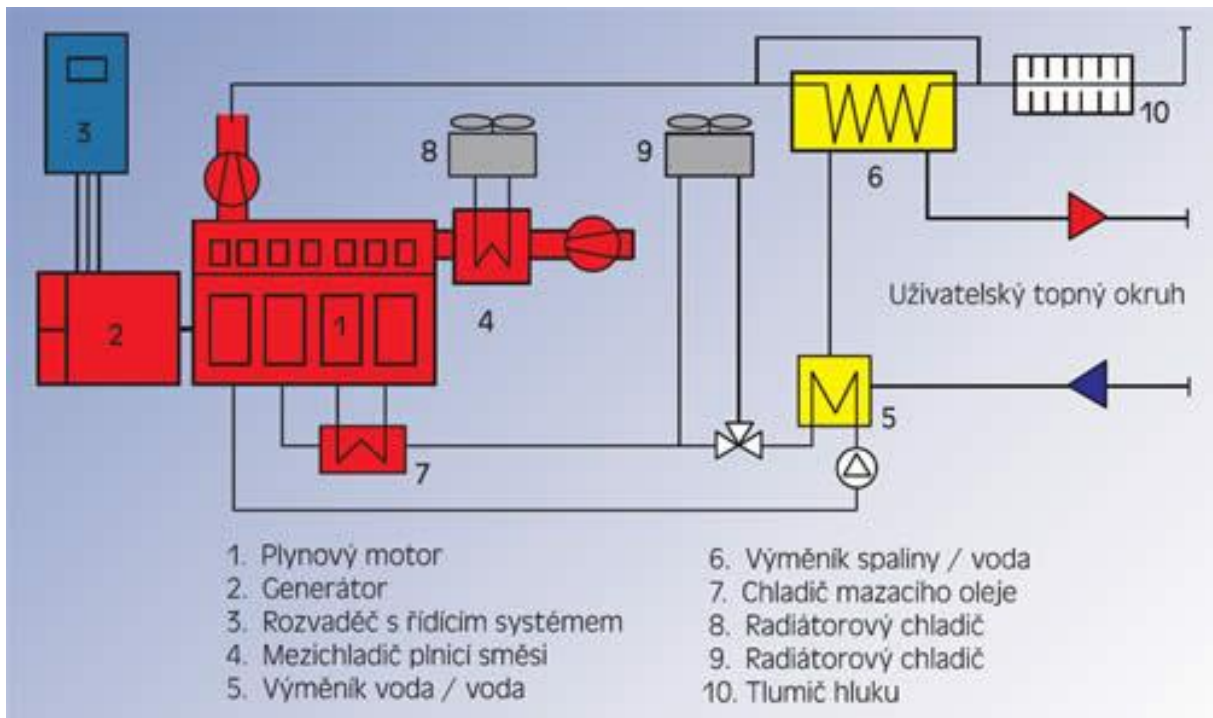 3
8
9
10
6
2
1
4
Uživatelský topný okruh
5
7
1. Plynový motor
2. Generátor
3. Rozvaděč s řídícím systémem
4. Mezichladič plnicí směsi
5. Výměník voda / voda
6. Výměník spaliny / voda
7. Chladič mazacího oleje
8. Radiátorový chladič
9. Radiátorový chladič
10. Tlumič hluku